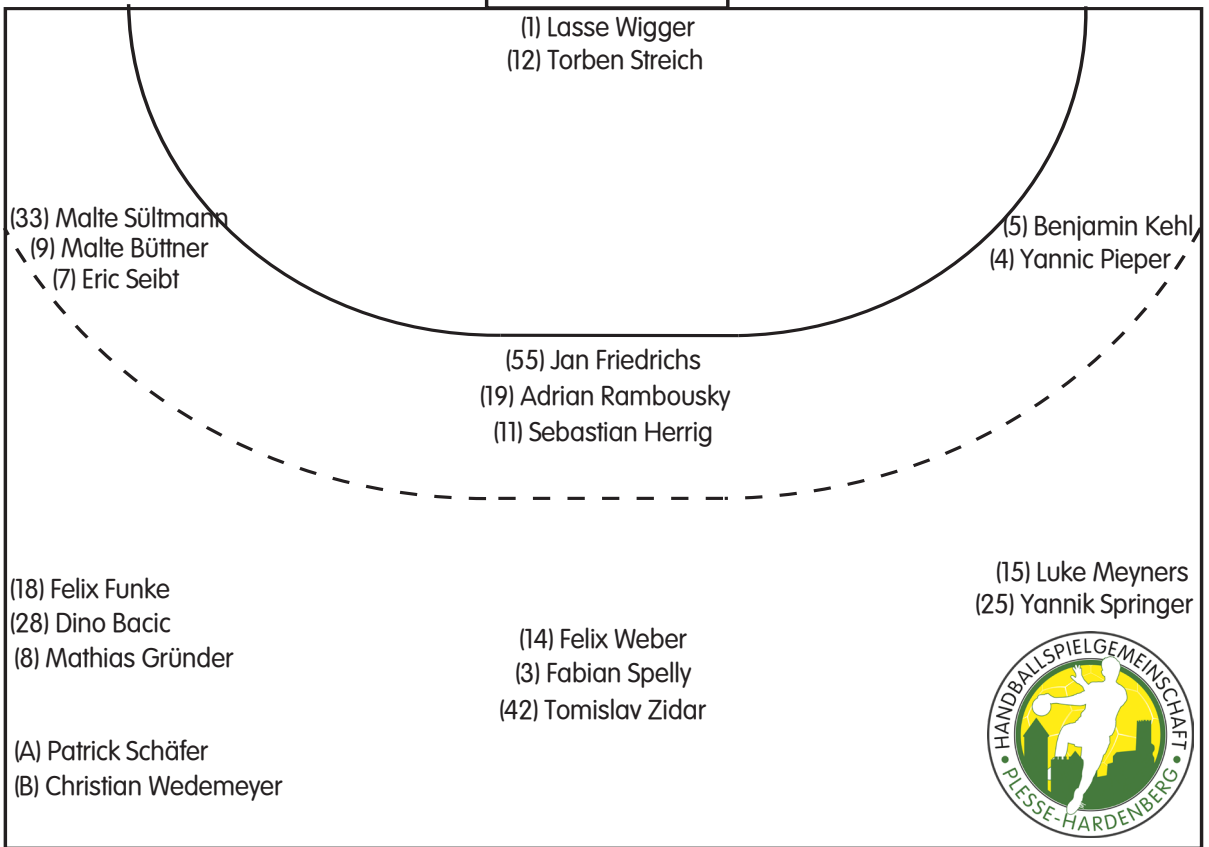 (1) Lasse Wigger
(12) Torben Streich
(33) Malte Sültmann
(9) Malte Büttner
(7) Eric Seibt
(5) Benjamin Kehl
(4) Yannic Pieper
(55) Jan Friedrichs
(19) Adrian Rambousky
(11) Sebastian Herrig
(18) Felix Funke
(28) Dino Bacic
(8) Mathias Gründer
(14) Felix Weber
(3) Fabian Spelly
(42) Tomislav Zidar
(15) Luke Meyners
(25) Yannik Springer
(A) Patrick Schäfer
(B) Christian Wedemeyer
HANDBALLSPIELGEMEINSCHAFT
• PLESSE-HARDENBERG •